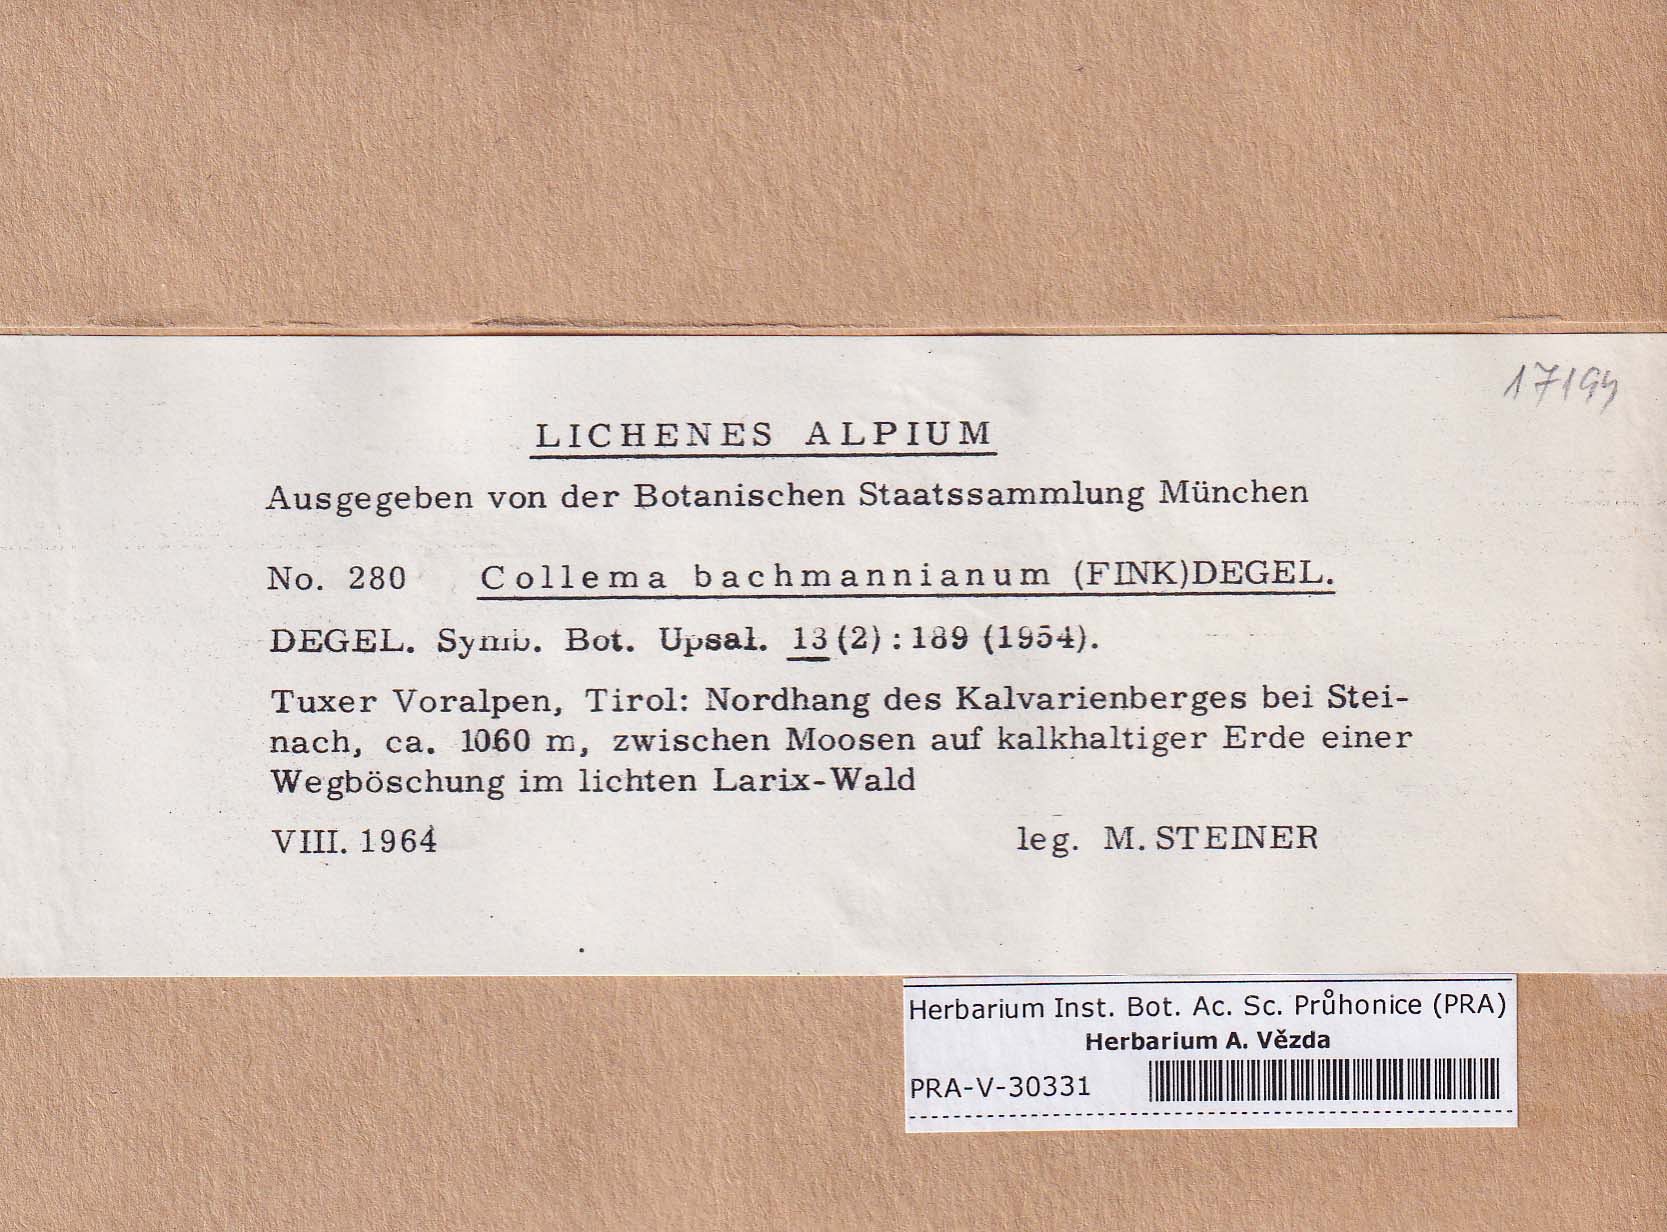 17194
LICHENES ALPIUM
Ausgegeben von der Botanischen Staatssammlung München
No. 280 Collema bachmannianum (FINK)DEGEL.
DEGEL. Symb. Bot. Upsal. 13(2):189 (1954).
Tuxer Voralpen, Tirol: Nordhang des Kalvarienberges bei Stei-
nach, ca. 1060 m, zwischen Moosen auf kalkhaltiger Erde einer
Wegböschung im lichten Larix-Wald
VIII. 1964 leg. M. STEINER
Herbarium Inst. Bot. Ac. Sc. Průhonice (PRA)
Herbarium A. Vězda
PRA-V-30331